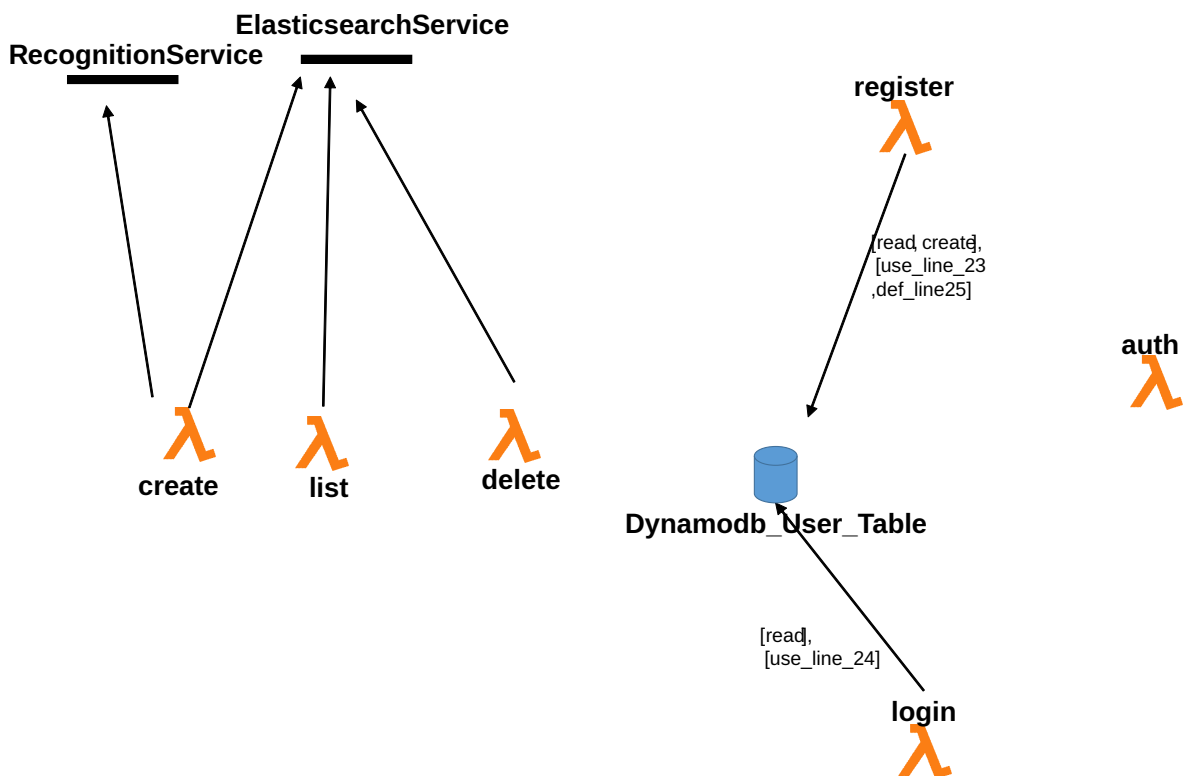 ElasticsearchService
RecognitionService
register
[read, create],
[use_line_23
,def_line25]
auth
create
list
delete
Dynamodb_User_Table
[read],
[use_line_24]
login